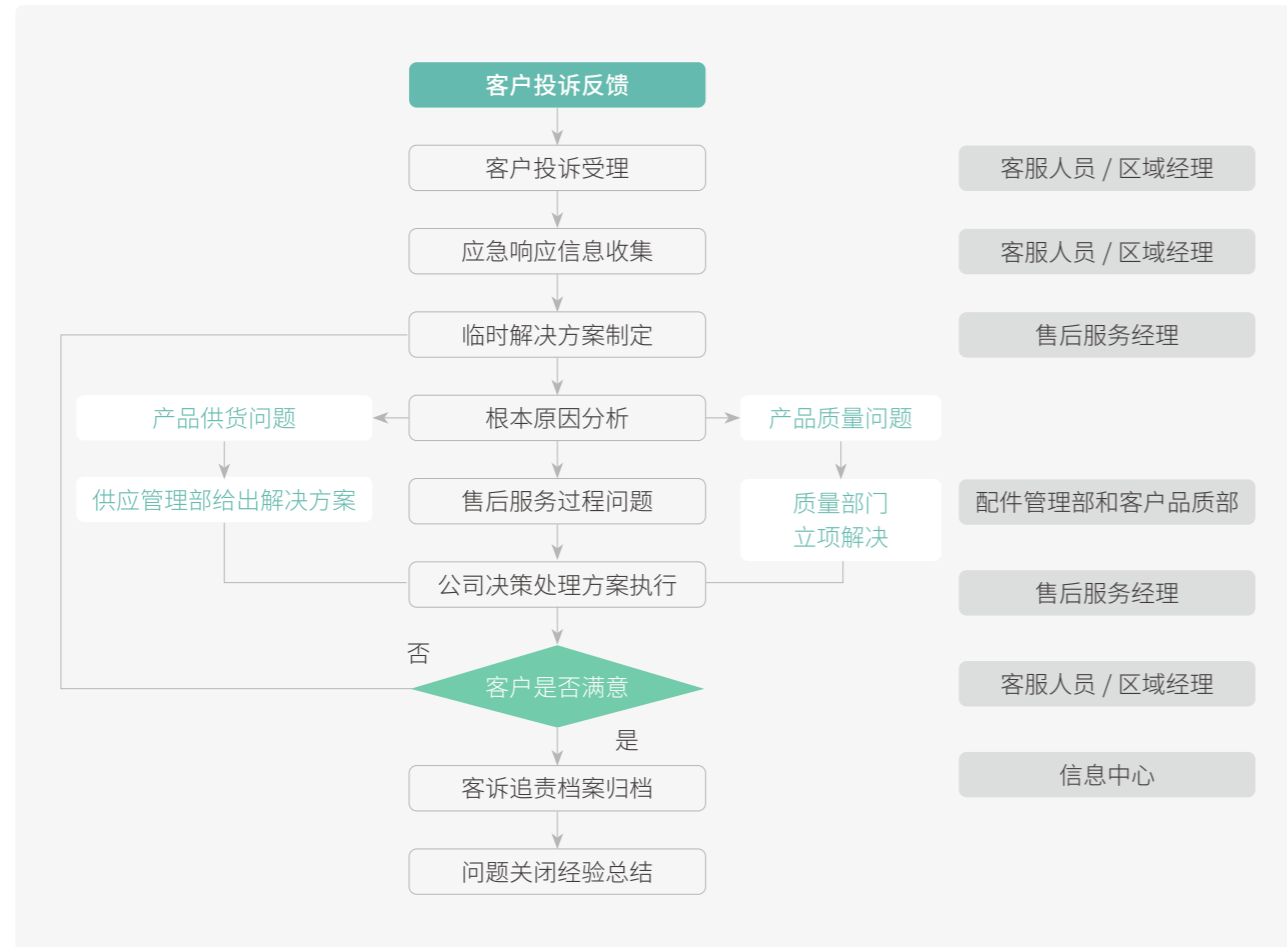 客户投诉反馈
客户投诉受理
客服人员 / 区域经理
应急响应信息收集
客服人员 / 区域经理
临时解决方案制定
售后服务经理
产品供货问题
根本原因分析
产品质量问题
供应管理部给出解决方案
售后服务过程问题
质量部门
立项解决
配件管理部和客户品质部
公司决策处理方案执行
售后服务经理
否
客户是否满意
客服人员 / 区域经理
是
信息中心
客诉追责档案归档
问题关闭经验总结